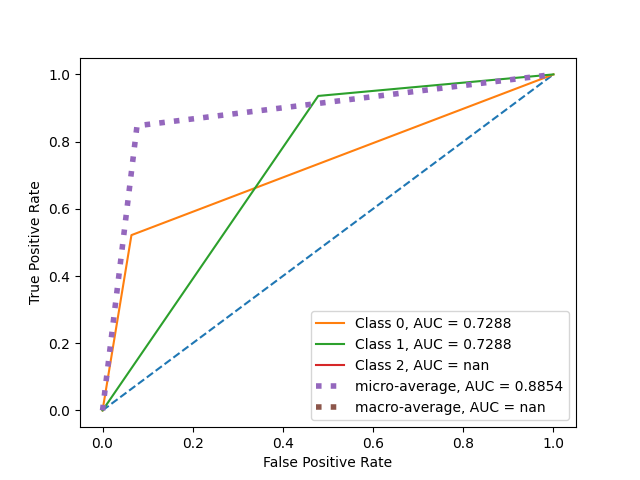 1.0
0.8
0.6
0.4
0.2
0.0
True Positive Rate
Class 0, AUC = 0.7288
Class 1, AUC = 0.7288
Class 2, AUC = nan
micro-average, AUC = 0.8854
macro-average, AUC = nan
0.0 0.2 0.4 0.6 0.8 1.0
False Positive Rate